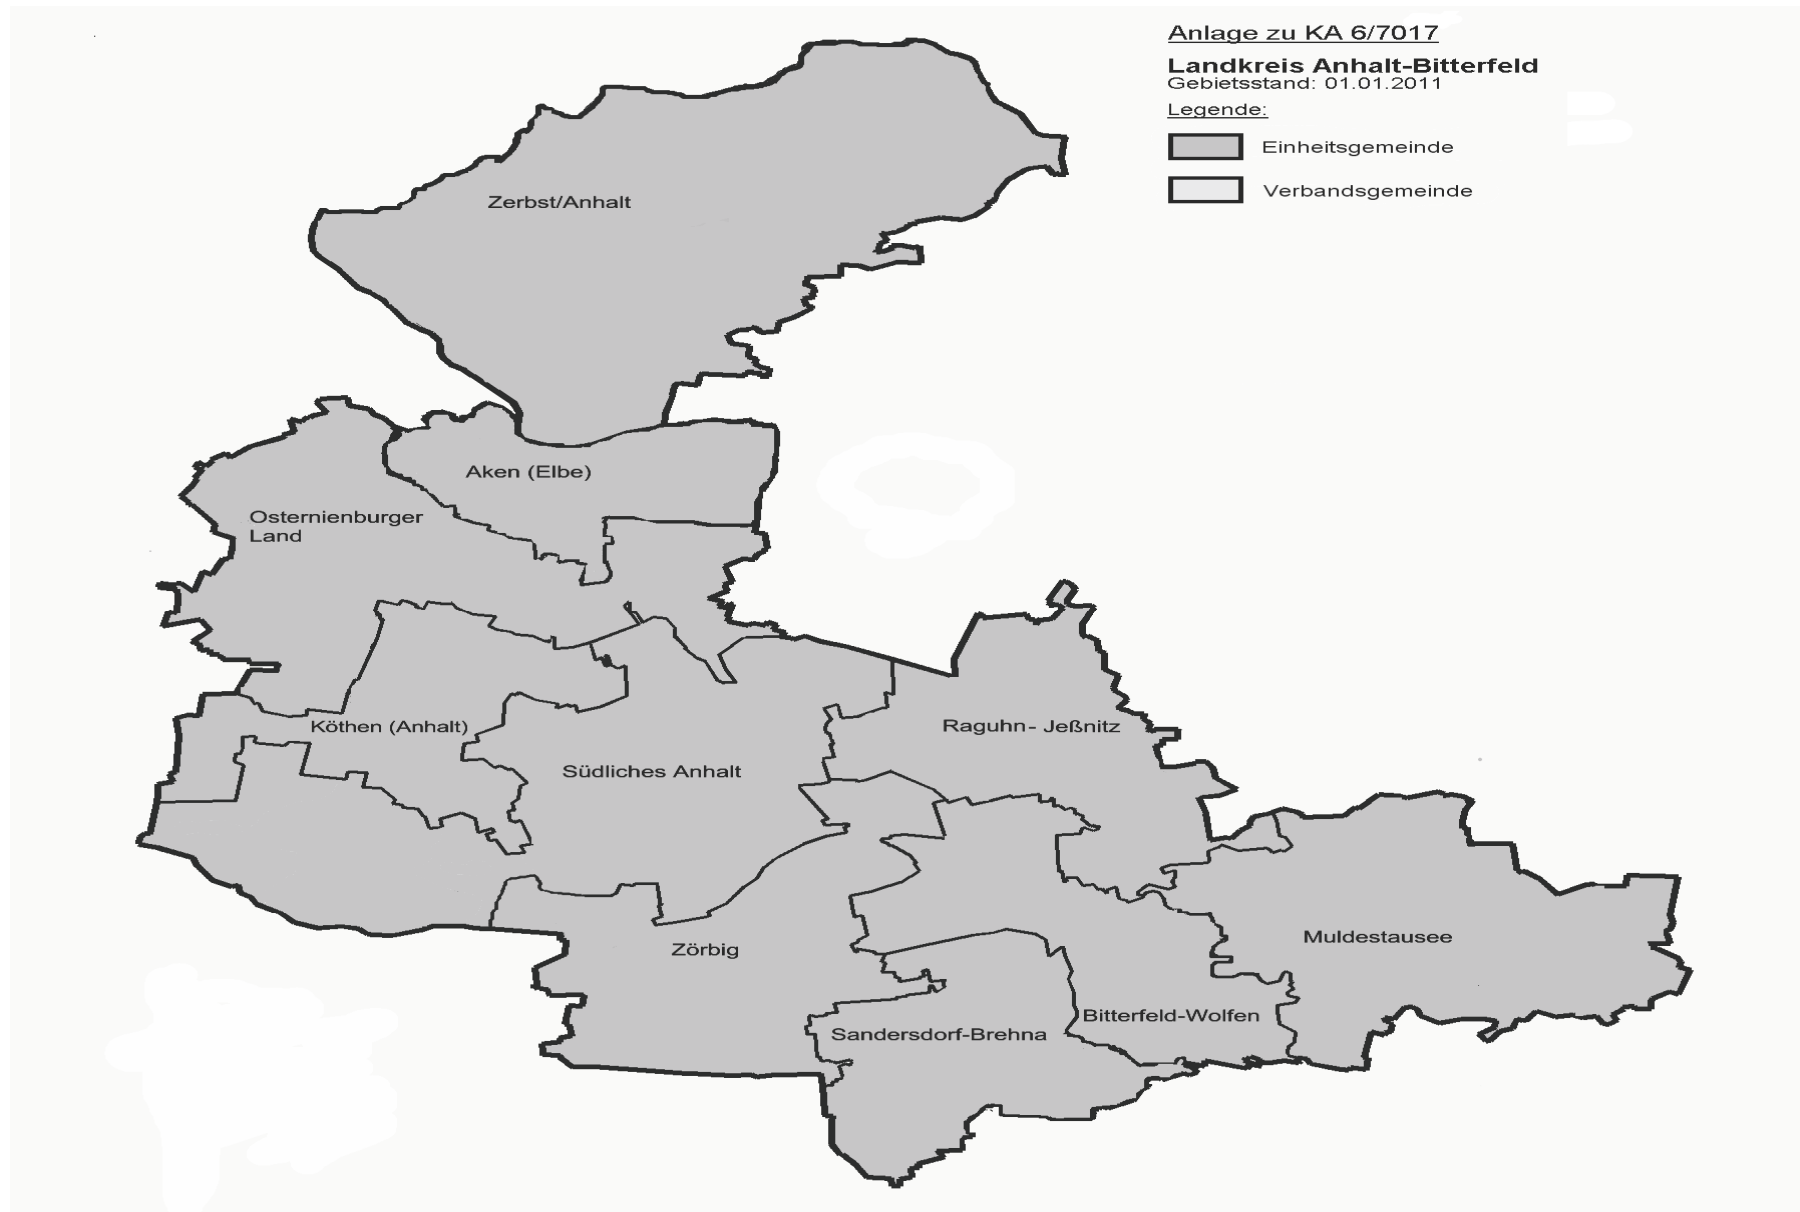 Anlage zu KA 6/7017
Landkreis Anhalt-Bitterfeld
Gebietsstand: 01.01.2011
Legende:
Einheitsgemeinde
Verbandsgemeinde
Zerbst/Anhalt
Aken (Elbe)
Osternienburger
Land
Köthen (Anhalt)
Raguhn- Jeßnitz
Südliches Anhalt
Muldestausee
Zörbig
Bitterfeld-Wolfen
Sandersdorf-Brehna